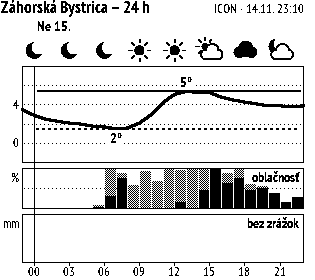 Záhorská Bystrica – 24 h
ICON · 14.11. 23:10
Ne 15.
5°
4
2°
0
%
oblačnosť
mm
bez zrážok
00 03 06 09 12 15 18 21